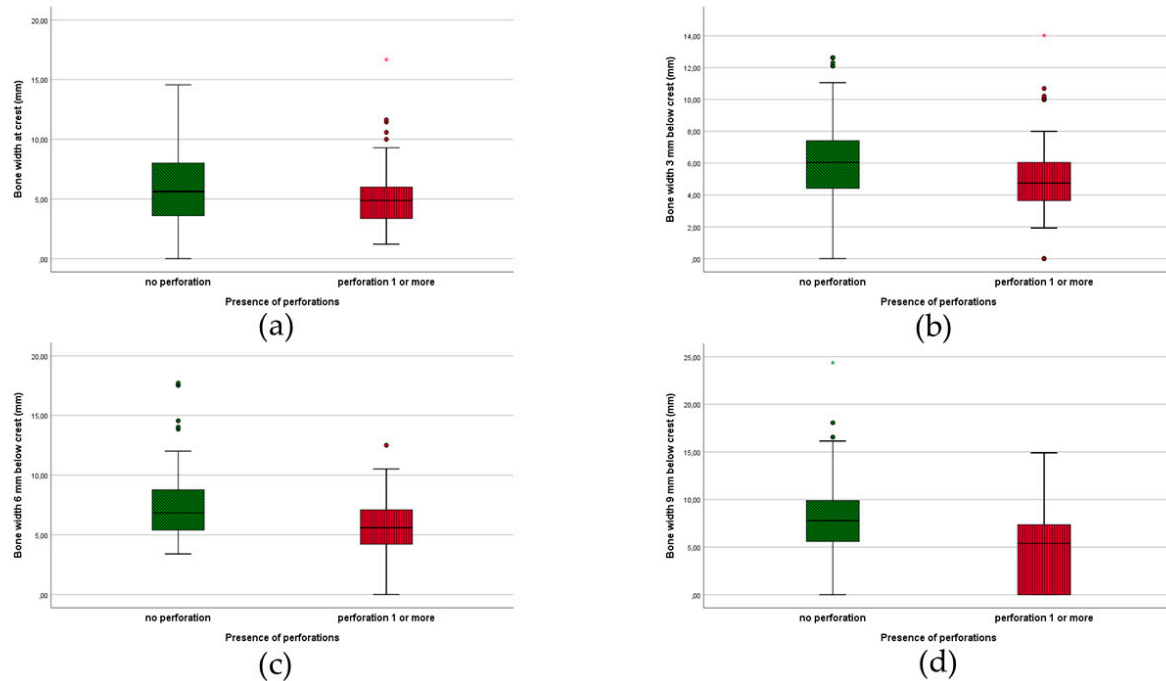 20,00
15,00
10,00
5,00
,00
Bone width at crest (mm)
no perforation
perforation 1 or more
Presence of perforations
(a)
14,00
12,00
10,00
8,00
6,00
4,00
2,00
,00
Bone width 3 mm below crest (mm)
no perforation
perforation 1 or more
Presence of perforations
(b)
20,00
15,00
10,00
5,00
,00
Bone width 6 mm below crest (mm)
no perforation
perforation 1 or more
Presence of perforations
(c)
25,00
20,00
15,00
10,00
5,00
,00
Bone width 9 mm below crest (mm)
no perforation
perforation 1 or more
Presence of perforations
(d)